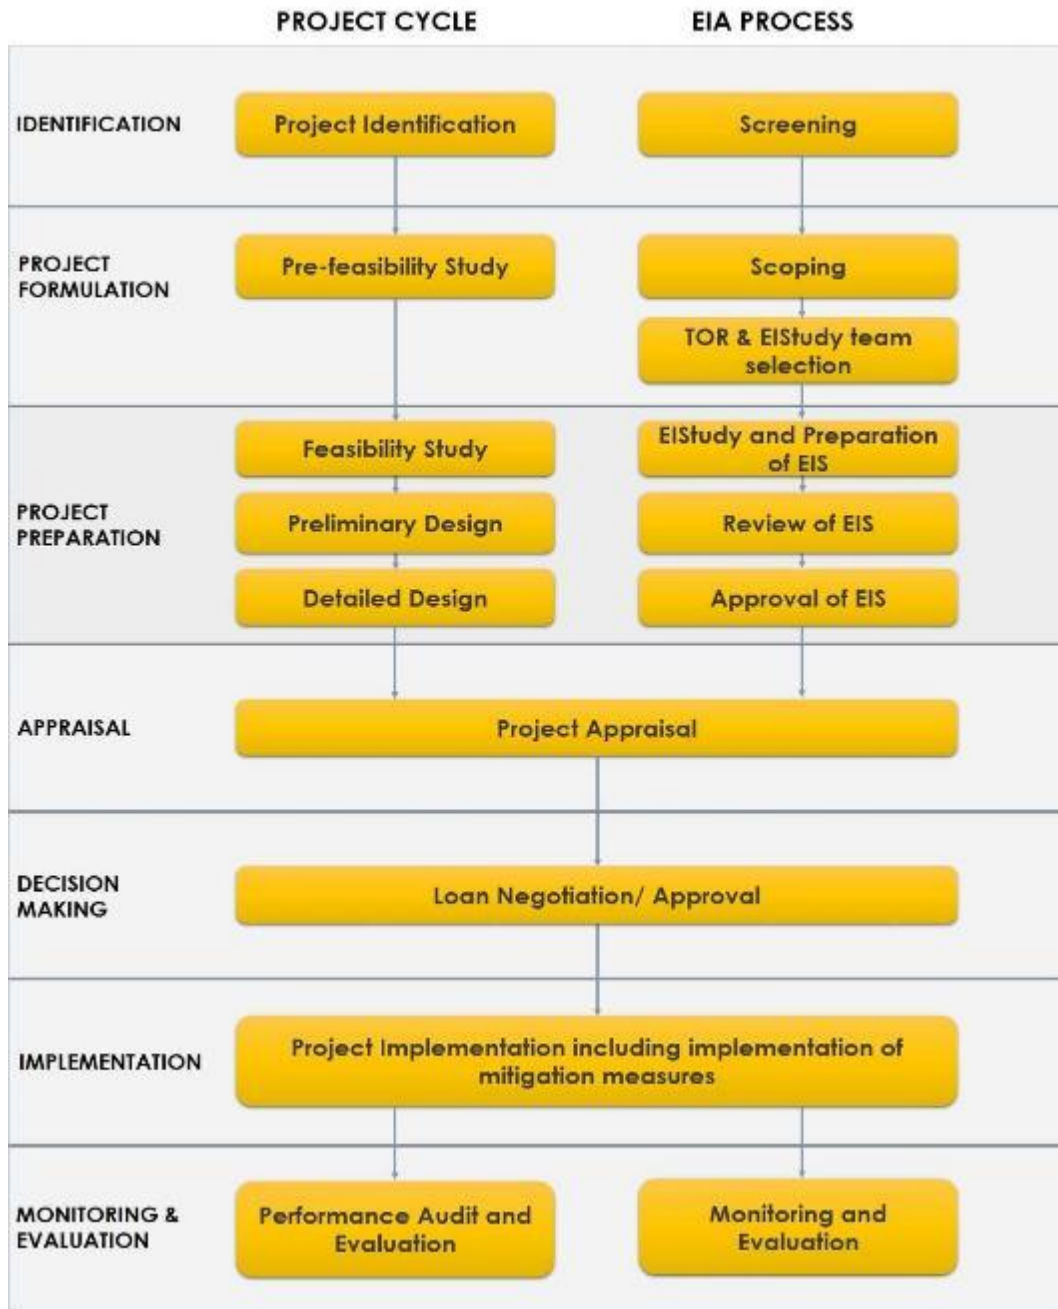 PROJECT CYCLE EIA PROCESS
IDENTIFICATION
Project Identification
Screening
PROJECT
FORMULATION
Pre-feasibility Study
Scoping
TOR & EIStudy team
selection
PROJECT
PREPARATION
Feasibility Study
EIStudy and Preparation
of EIS
Preliminary Design
Review of EIS
Detailed Design
Approval of EIS
APPRAISAL
Project Appraisal
DECISION
MAKING
Loan Negotiation/ Approval
IMPLEMENTATION
Project Implementation including implementation of
mitigation measures
MONITORING &
EVALUATION
Performance Audit and
Evaluation
Monitoring and
Evaluation